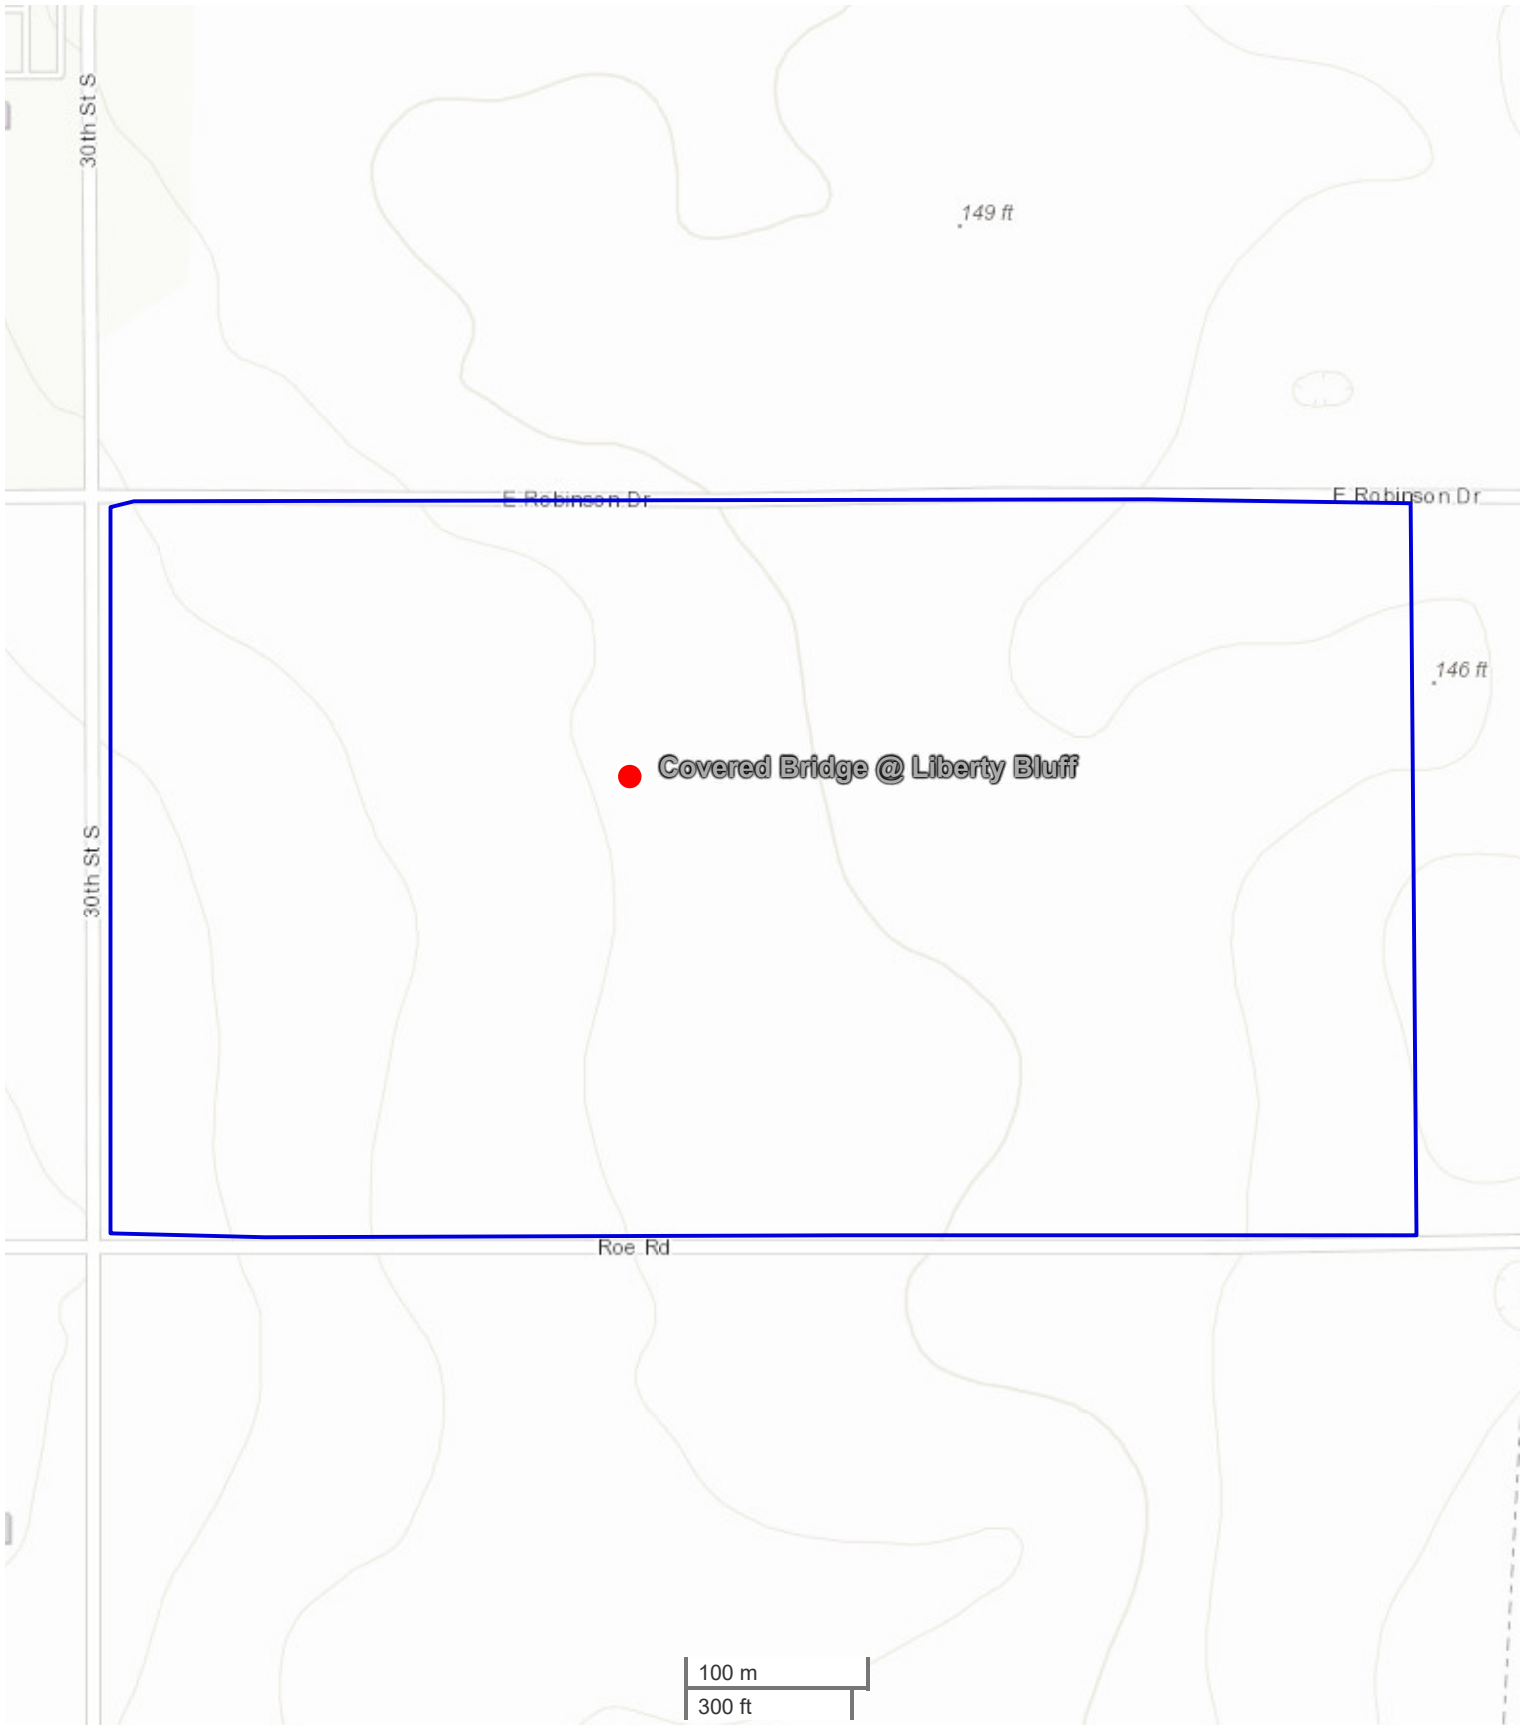 30th St S
149 ft
E Robinson Dr
E Robinson Dr
146 ft
Covered Bridge @ Liberty Bluff
30th St S
Roe Rd
100 m
300 ft